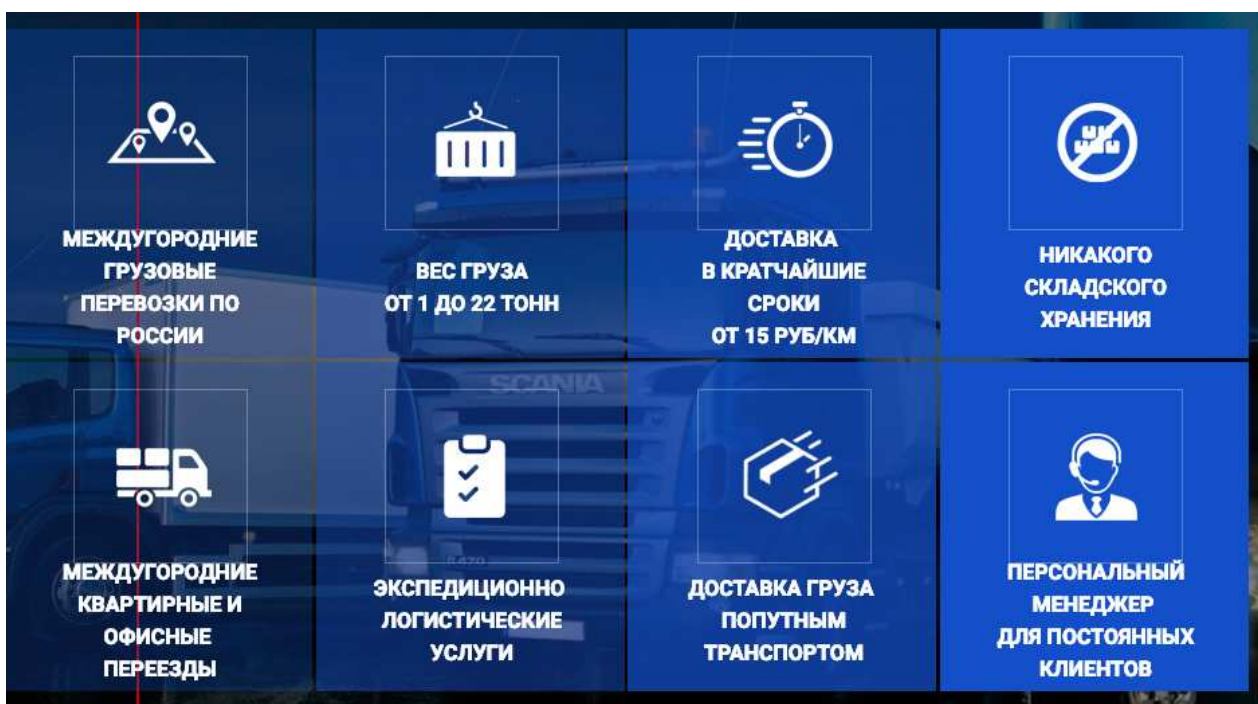 МЕЖДУГОРОДНИЕ
ГРУЗОВЫЕ
ПЕРЕВОЗКИ ПО
РОССИИ
ВЕС ГРУЗА
ОТ 1 ДО 22 ТОНН
ДОСТАВКА
В КРАТЧАЙШИЕ
СРОКИ
ОТ 15 РУБ/КМ
НИКАКОГО
СКЛАДСКОГО
ХРАНЕНИЯ
SCANIA
R470
МЕЖДУГОРОДНИЕ
КВАРТИРНЫЕ И
ОФИСНЫЕ
ПЕРЕЕЗДЫ
ЭКСПЕДИЦИОННО
ЛОГИСТИЧЕСКИЕ
УСЛУГИ
ДОСТАВКА ГРУЗА
ПОПУТНЫМ
ТРАНСПОРТОМ
ПЕРСОНАЛЬНЫЙ
МЕНЕДЖЕР
ДЛЯ ПОСТОЯННЫХ
КЛИЕНТОВ